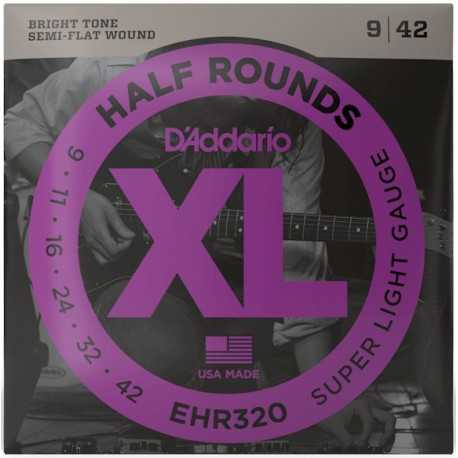 BRIGHT TONE
SEMI-FLAT WOUND
9 | 42
HALF ROUNDS
D'Addario
XL
USA MADE
9 • 11 • 16 • 24 • 32 • 42
EHR320
SUPER LIGHT GAUGE